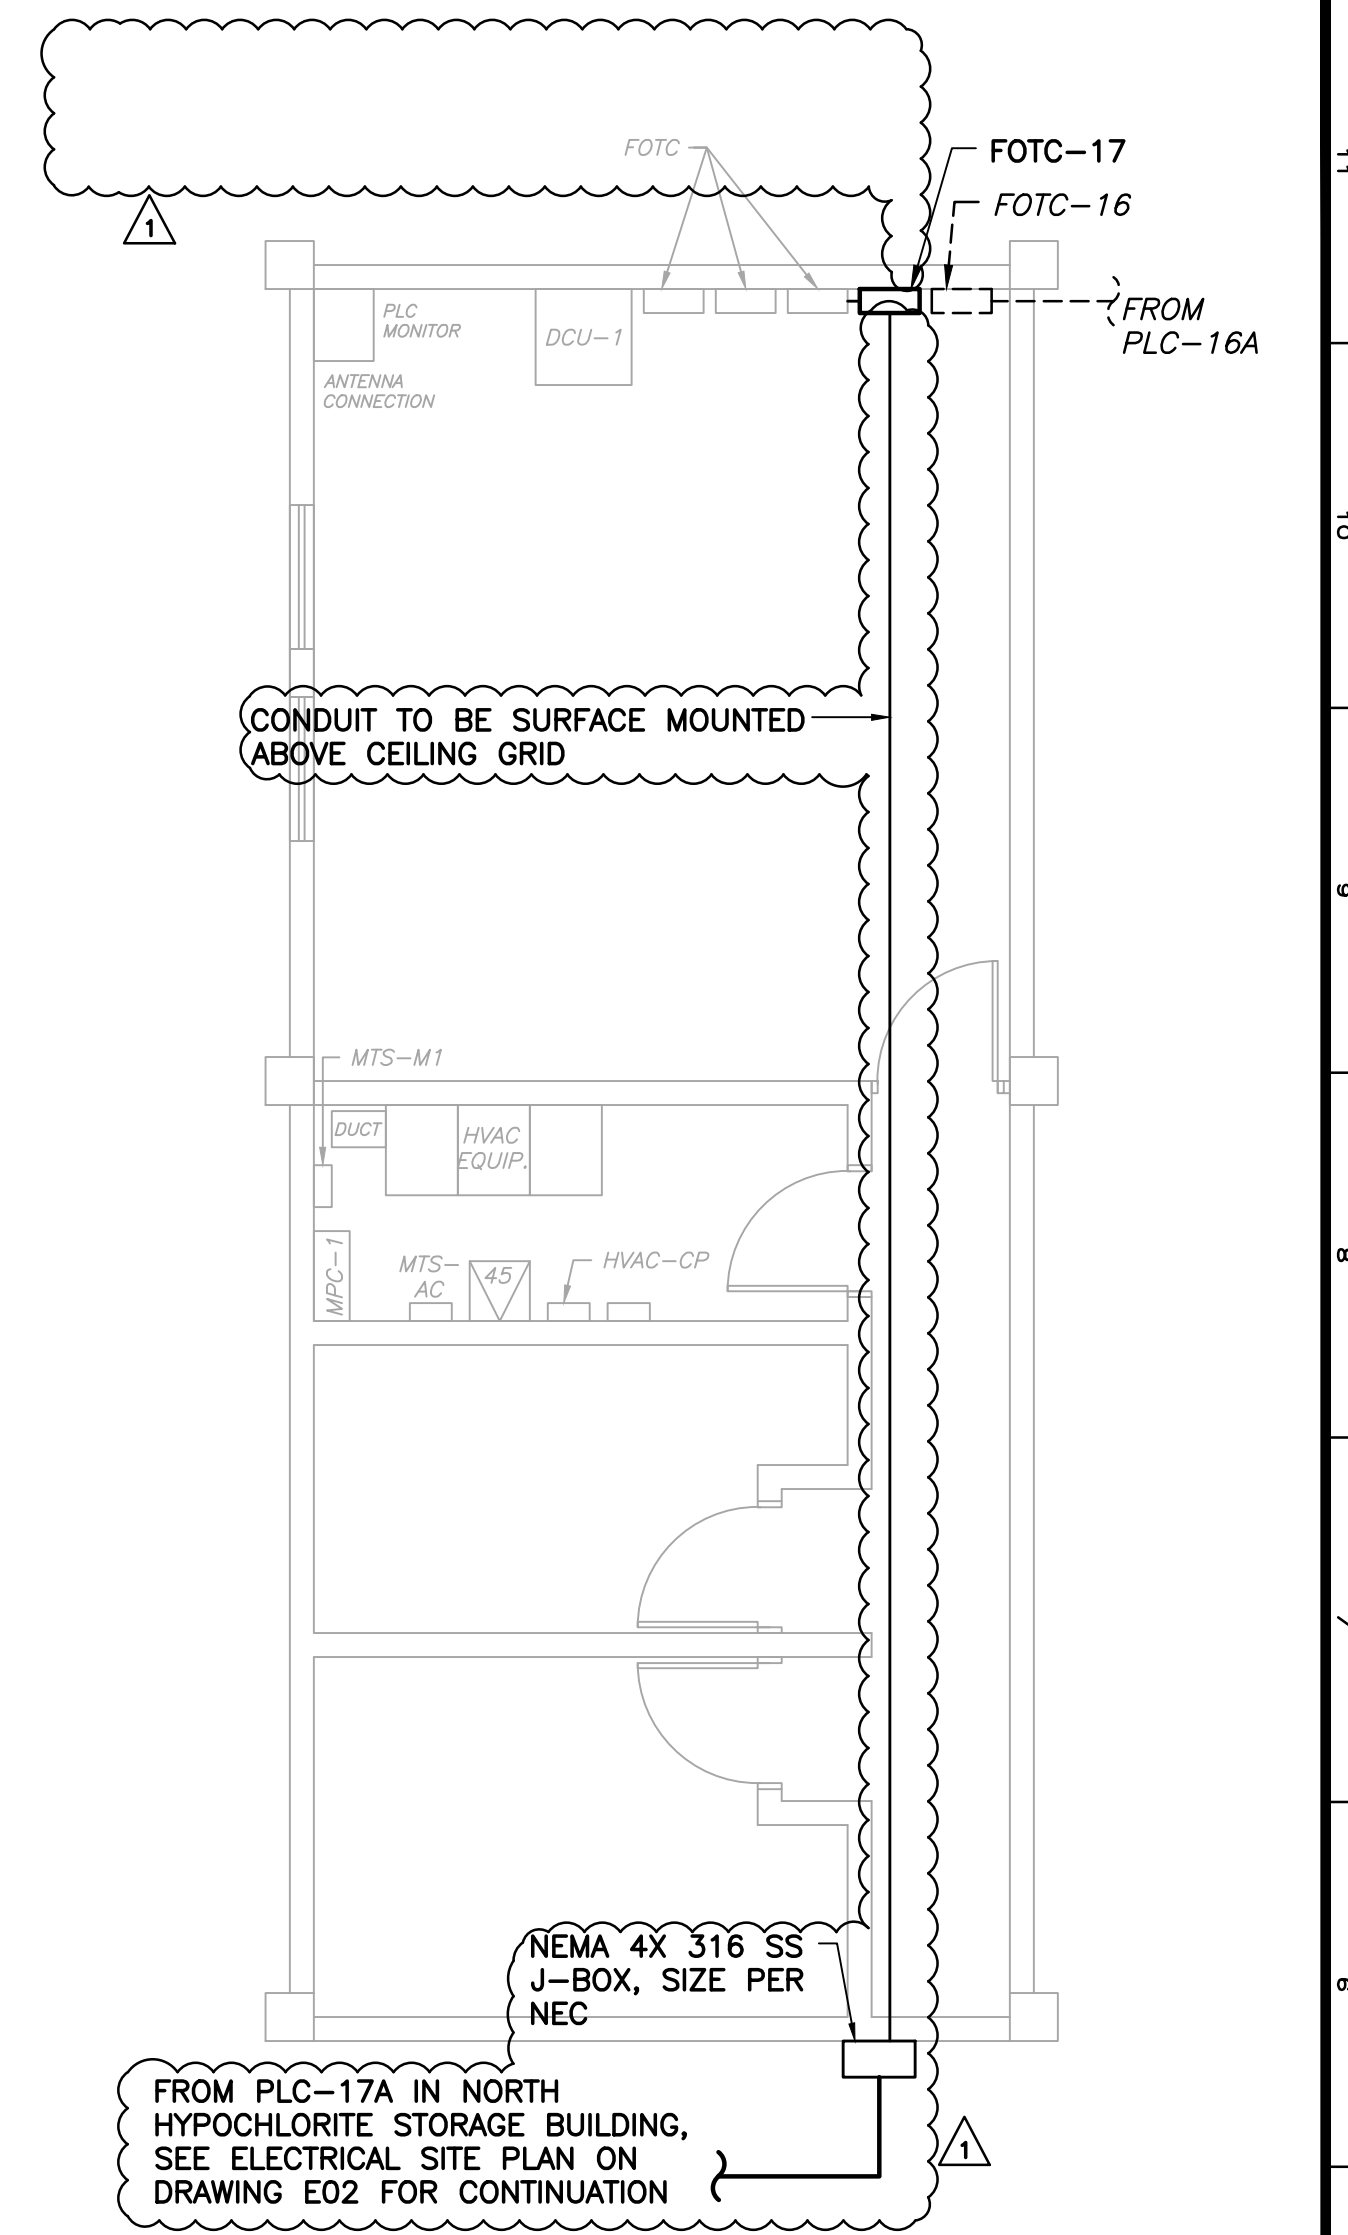 FOTC
FOTC-17
FOTC-16
1
PLC
MONITOR
DCU-1
FROM
PLC-16A
ANTENNA
CONNECTION
CONDUIT TO BE SURFACE MOUNTED
ABOVE CEILING GRID
MTS-M1
DUCT
HVAC
EQUIP.
MPC-1
MTS-
AC
45
HVAC-CP
NEMA 4X 316 SS
J-BOX, SIZE PER
NEC
FROM PLC-17A IN NORTH
HYPOCHLORITE STORAGE BUILDING,
SEE ELECTRICAL SITE PLAN ON
DRAWING E02 FOR CONTINUATION
1
11
10
9
8